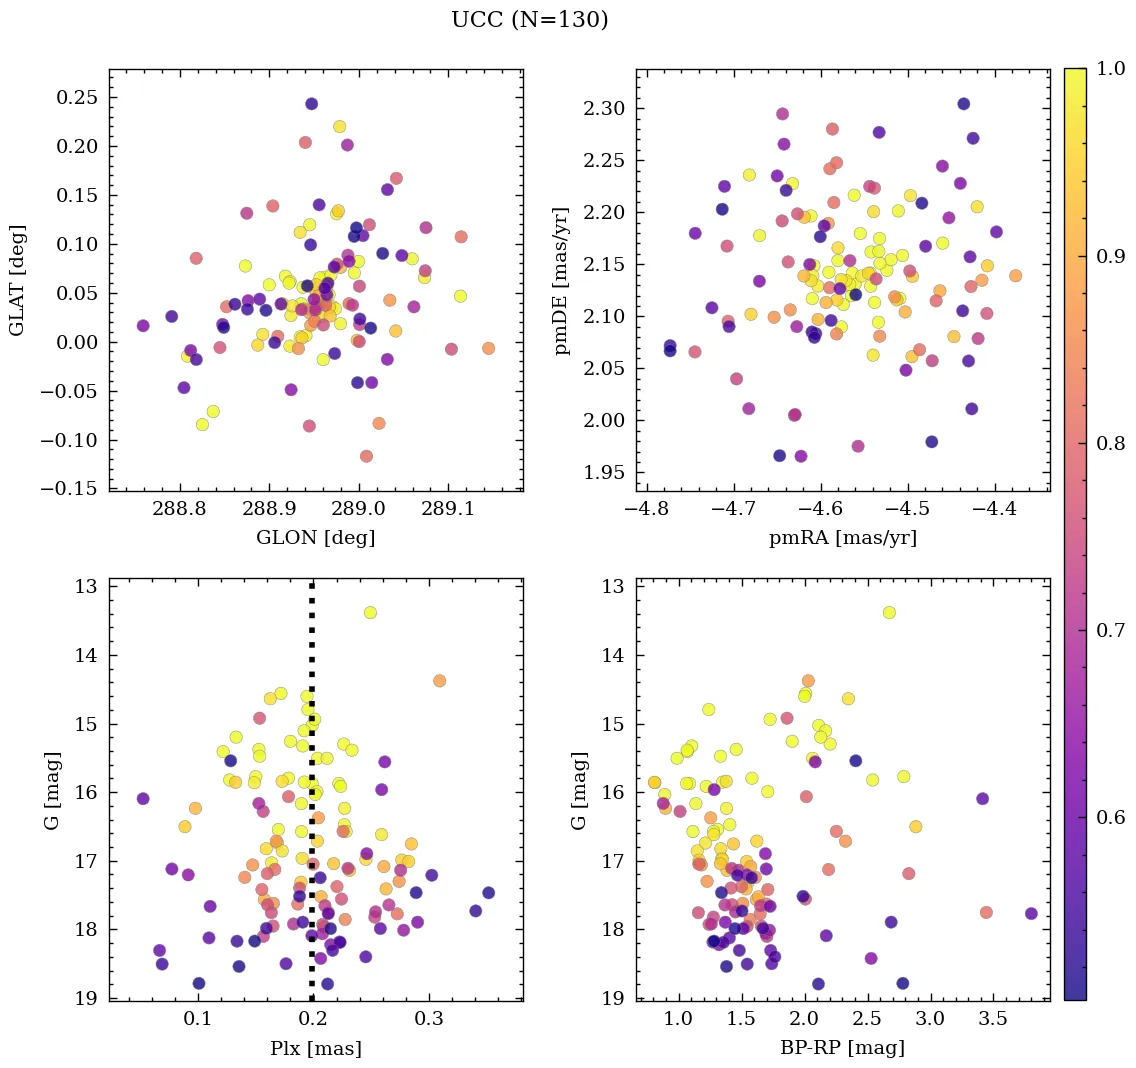 UCC (N=130)
0.25
0.20
0.15
0.10
0.05
0.00
−0.05
−0.10
−0.15
GLAT [deg]
288.8 288.9 289.0 289.1
GLON [deg]
2.30
2.25
2.20
2.15
2.10
2.05
2.00
1.95
pmDE [mas/yr]
−4.8 −4.7 −4.6 −4.5 −4.4
pmRA [mas/yr]
1.0
0.9
0.8
0.7
0.6
13
14
15
16
17
18
19
G [mag]
0.1 0.2 0.3
Plx [mas]
13
14
15
16
17
18
19
G [mag]
1.0 1.5 2.0 2.5 3.0 3.5
BP-RP [mag]